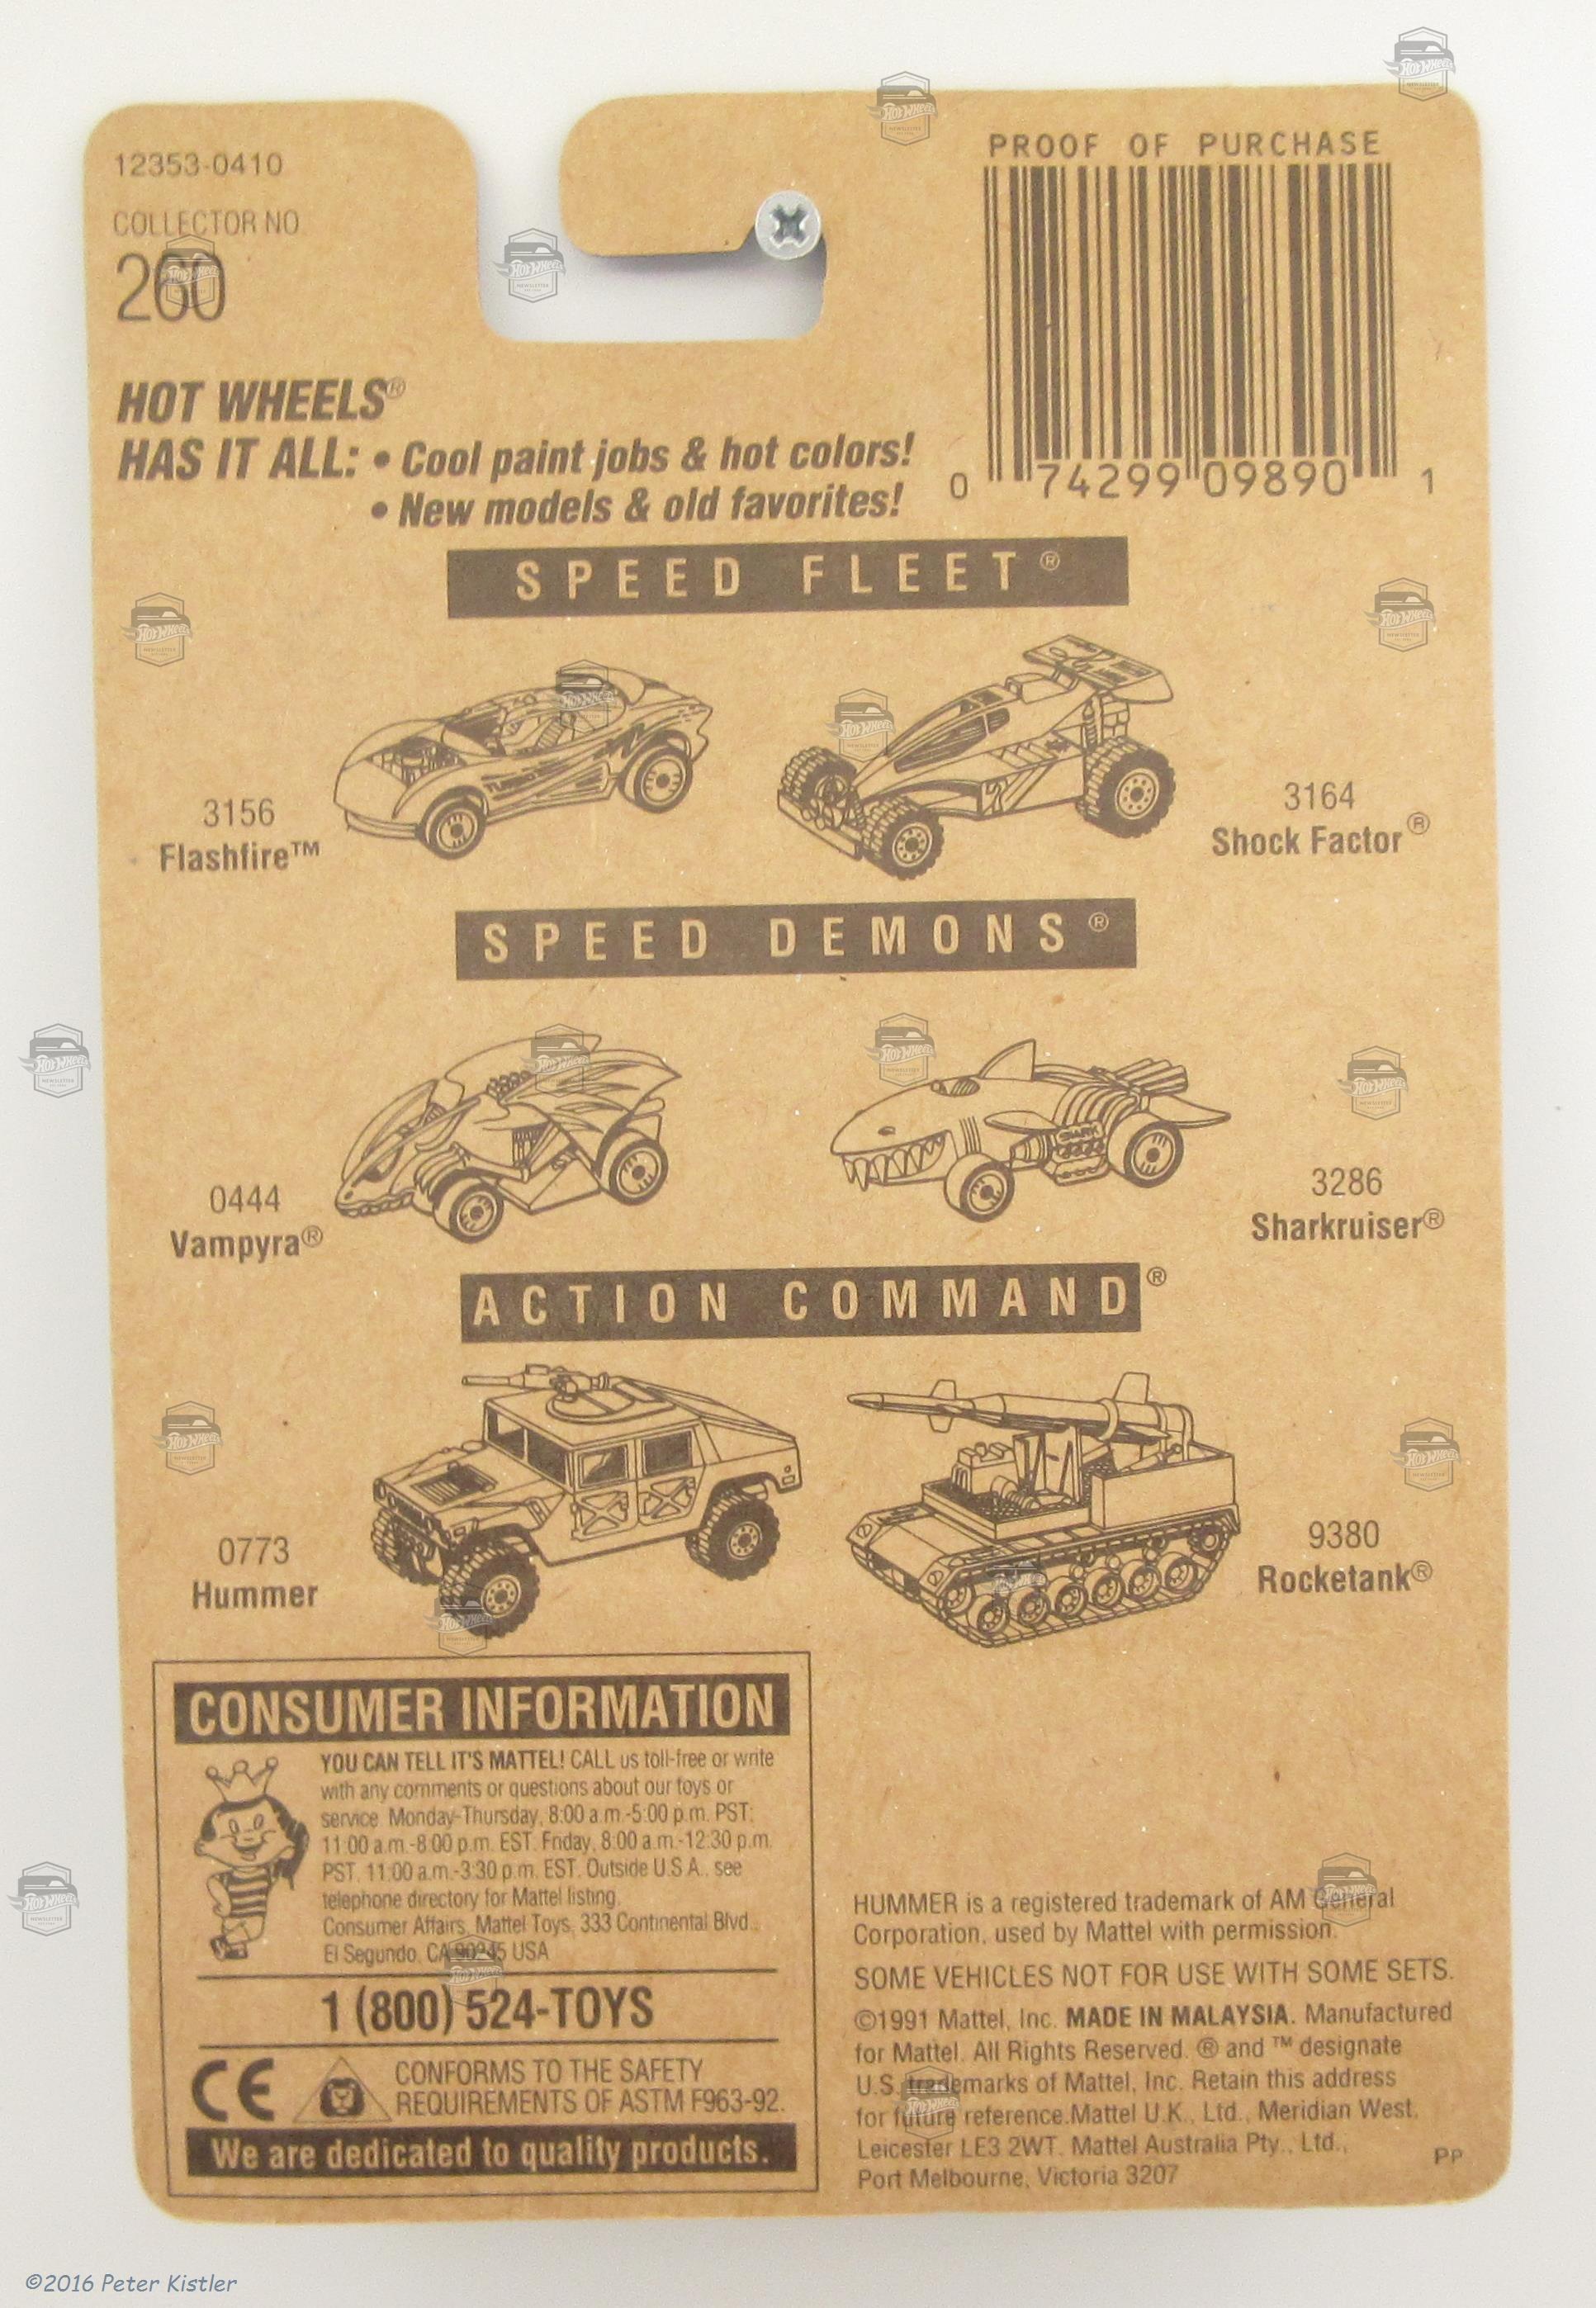 12353-0410
COLLECTOR NO.
260
PROOF OF PURCHASE
0 74299 09890 1
HOT WHEELS®
HAS IT ALL: • Cool paint jobs & hot colors!
• New models & old favorites!
SPEED FLEET®
3156
Flashfire™
3164
Shock Factor®
SPEED DEMONS®
0444
Vampyra®
3286
Sharkruiser®
ACTION COMMAND®
0773
Hummer
9380
Rocketank®
CONSUMER INFORMATION
YOU CAN TELL IT'S MATTEL! CALL us toll-free or write
with any comments or questions about our toys or
service. Monday-Thursday, 8:00 a.m.-5:00 p.m. PST;
11:00 a.m.-8:00 p.m. EST. Friday, 8:00 a.m.-12:30 p.m.
PST. 11:00 a.m.-3:30 p.m. EST. Outside U.S.A., see
telephone directory for Mattel listing.
Consumer Affairs, Mattel Toys, 333 Continental Blvd.,
El Segundo, CA 90245 USA
1 (800) 524-TOYS
CE
CONFORMS TO THE SAFETY
REQUIREMENTS OF ASTM F963-92.
We are dedicated to quality products.
HUMMER is a registered trademark of AM General
Corporation, used by Mattel with permission.
SOME VEHICLES NOT FOR USE WITH SOME SETS.
©1991 Mattel, Inc. MADE IN MALAYSIA. Manufactured
for Mattel. All Rights Reserved. ® and ™ designate
U.S. trademarks of Mattel, Inc. Retain this address
for future reference.Mattel U.K., Ltd., Meridian West,
Leicester LE3 2WT. Mattel Australia Pty., Ltd.,
Port Melbourne, Victoria 3207
PP
©2016 Peter Kistler